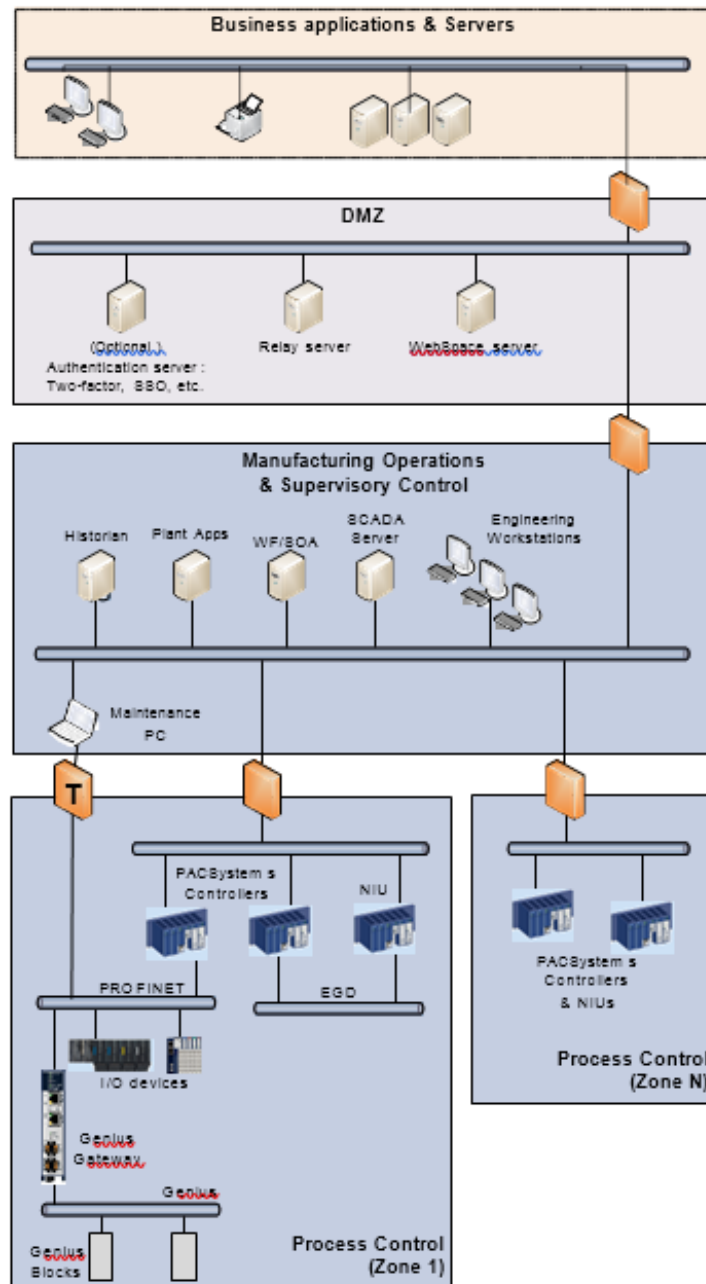 Business applications & Servers
DMZ
(Optional )
Authentication server :
Two-factor, SSO, etc.
Relay server
WebSpace server
Manufacturing Operations
& Supervisory Control
Historian
Plant Apps
WF/SOA
SCADA
Server
Engineering
Workstations
Maintenance
PC
T
PACSystem s
Controllers
NIU
PROFINET
EGD
I/O devices
Genius
Gateway
Genius
Genius
Blocks
Process Control
(Zone 1)
PACSystem s
Controllers
& NIUs
Process Control
(Zone N)